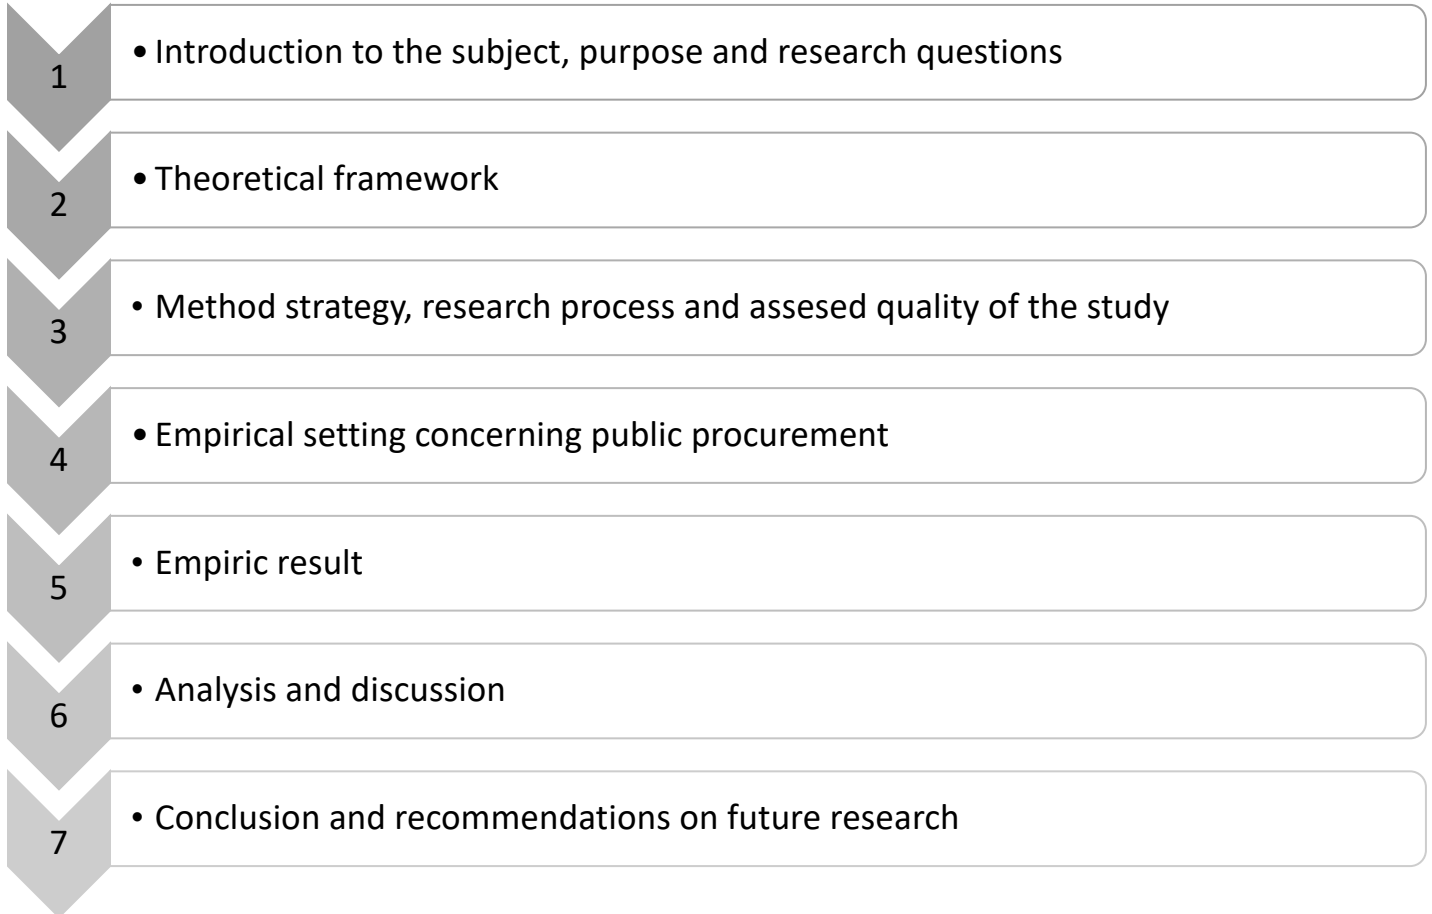 1
• Introduction to the subject, purpose and research questions
2
• Theoretical framework
3
• Method strategy, research process and assesed quality of the study
4
• Empirical setting concerning public procurement
5
• Empiric result
6
• Analysis and discussion
7
• Conclusion and recommendations on future research